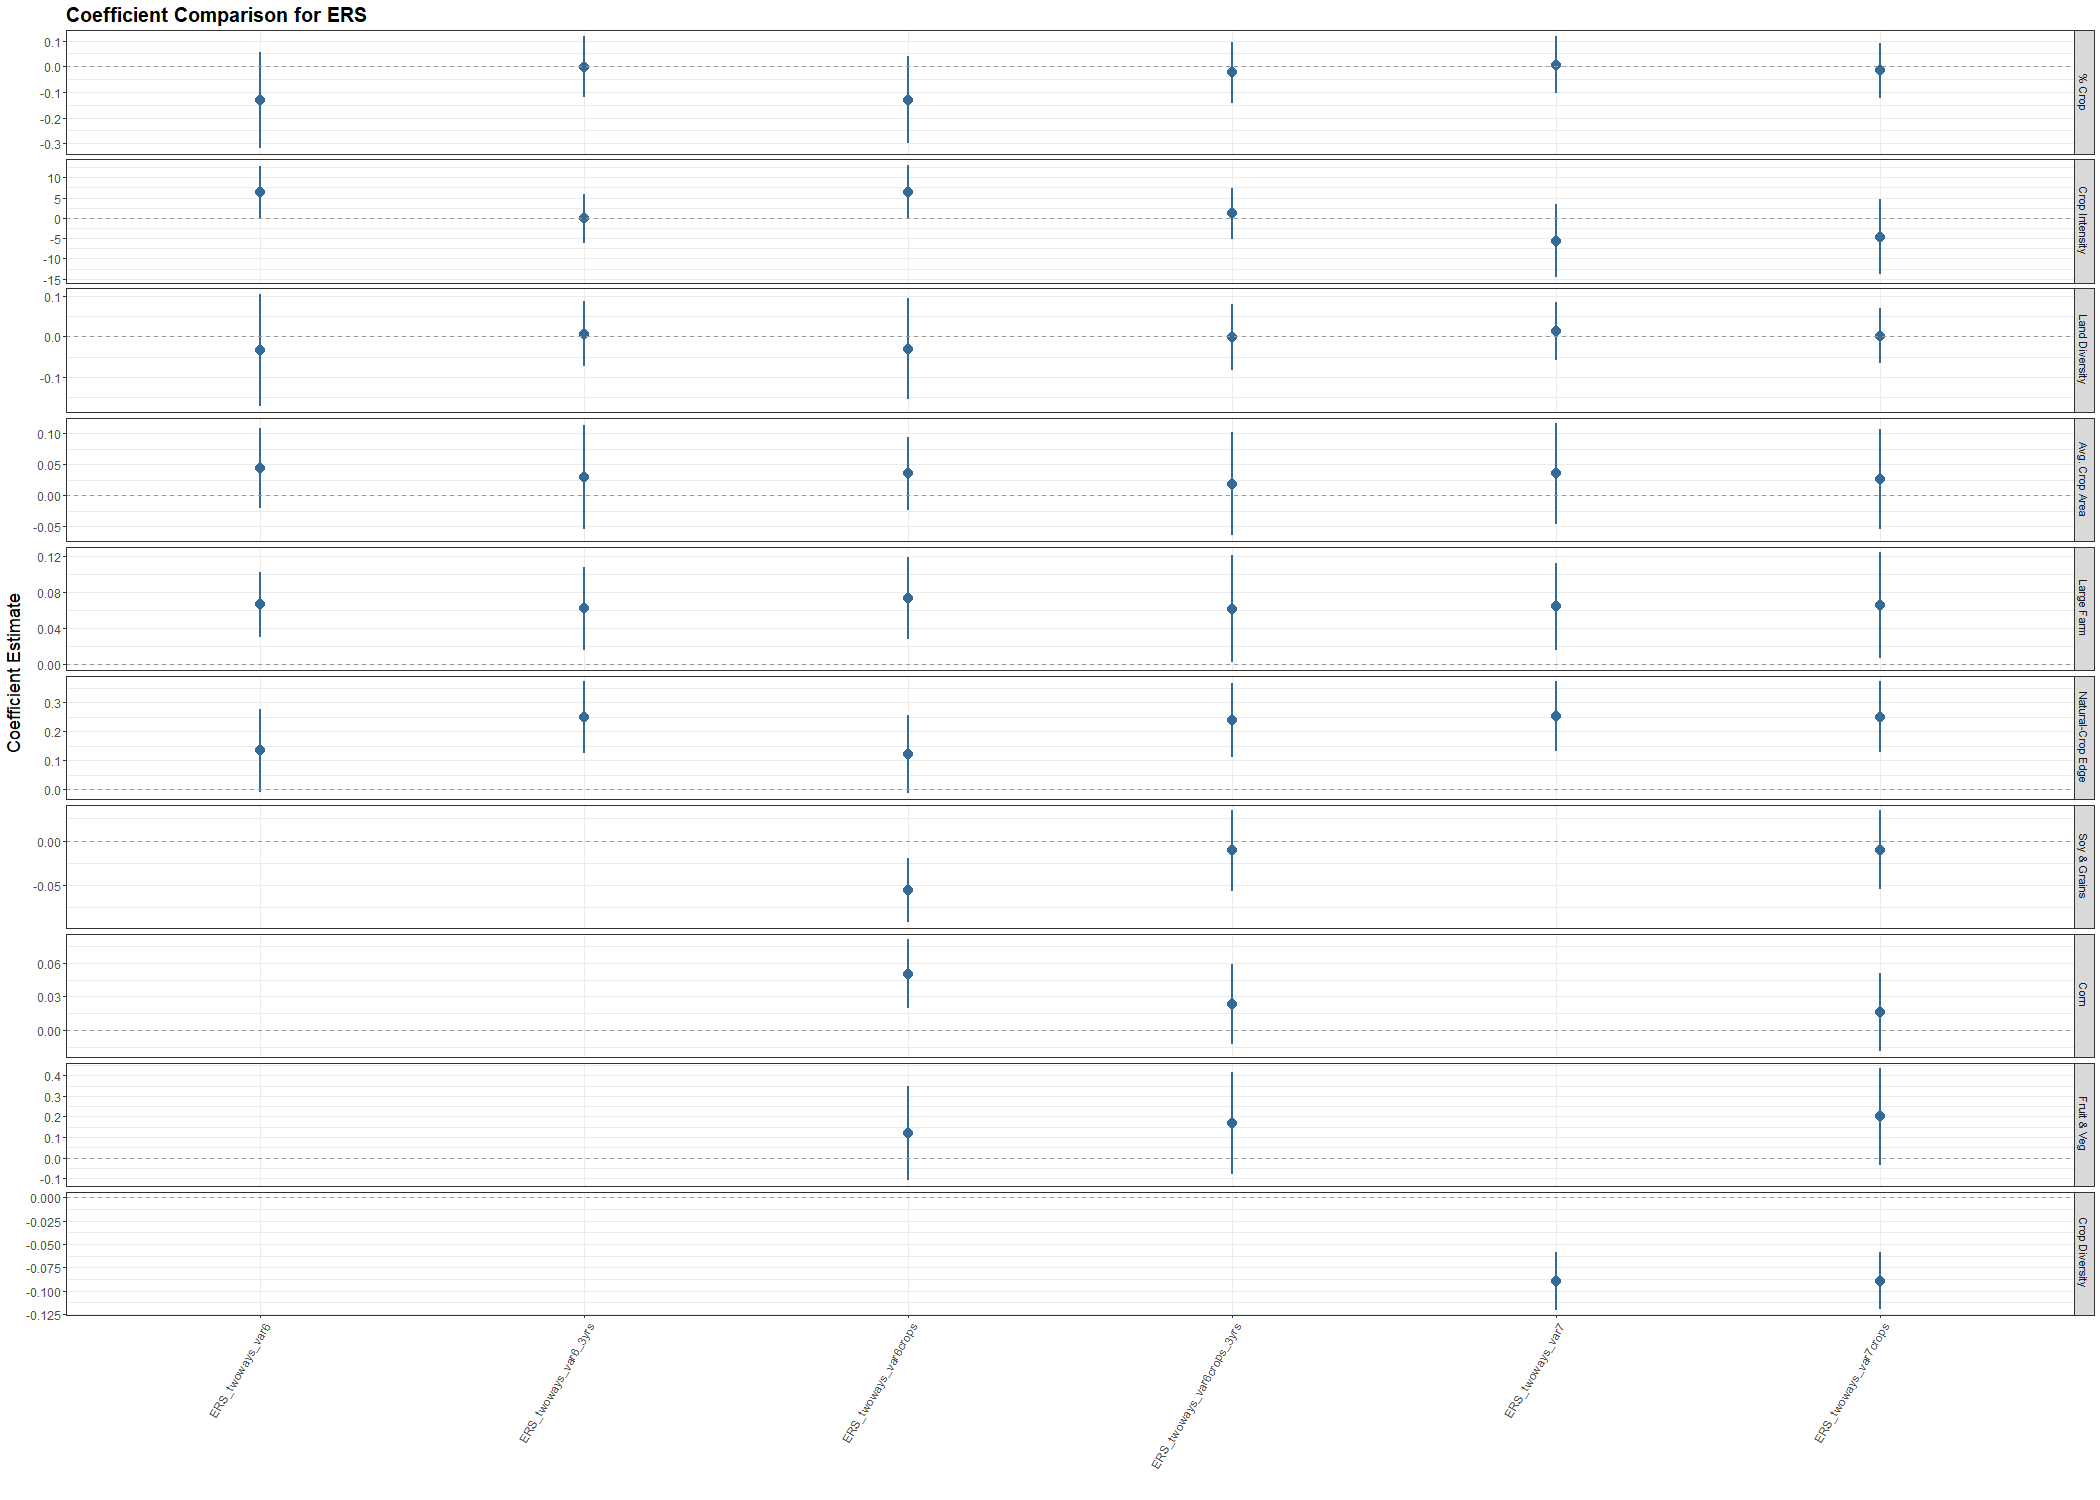 Coefficient Comparison for ERS
Coefficient Estimate
0.1
0.0
-0.1
-0.2
-0.3
% Crop
10
5
0
-5
-10
-15
Crop Intensity
0.1
0.0
-0.1
Land Diversity
0.10
0.05
0.00
-0.05
Avg. Crop Area
0.12
0.08
0.04
0.00
Large Farm
0.3
0.2
0.1
0.0
Natural-Crop Edge
0.00
-0.05
Soy & Grains
0.06
0.03
0.00
Corn
0.4
0.3
0.2
0.1
0.0
-0.1
Fruit & Veg
0.000
-0.025
-0.050
-0.075
-0.100
-0.125
Crop Diversity
ERS_twoways_var6
ERS_twoways_var6_3yrs
ERS_twoways_var6crops
ERS_twoways_var6crops_3yrs
ERS_twoways_var7
ERS_twoways_var7crops